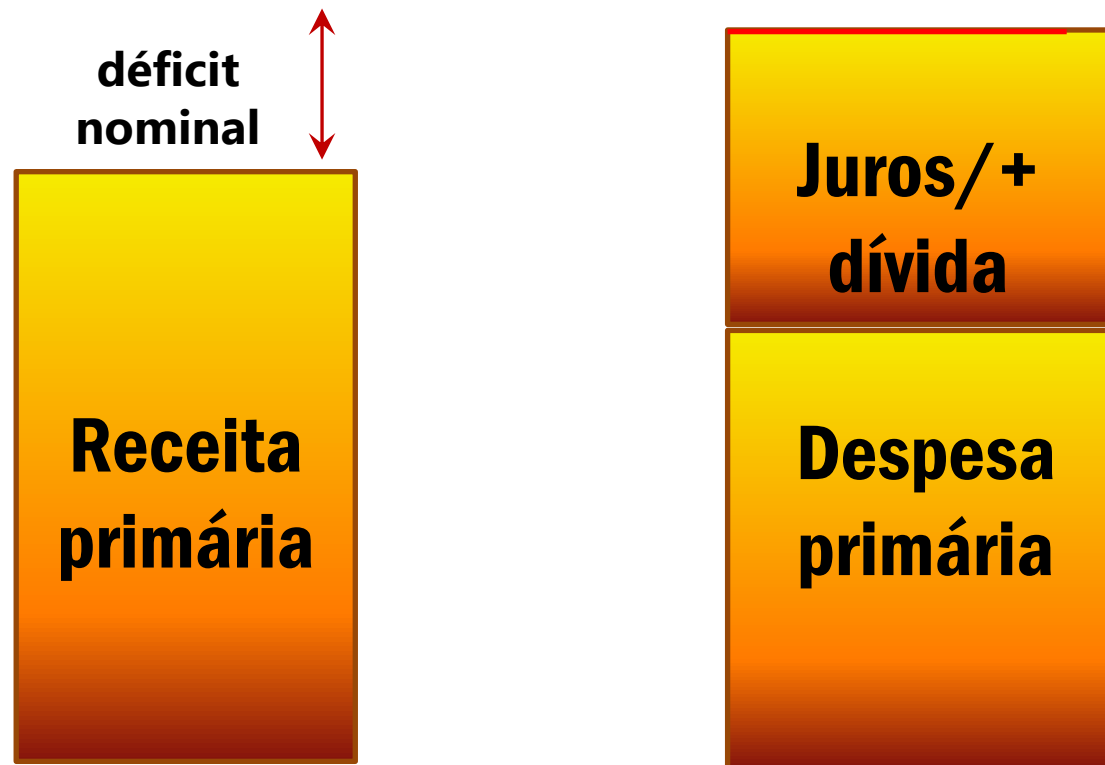 déficit
nominal
Receita
primária
Juros/+
dívida
Despesa
primária